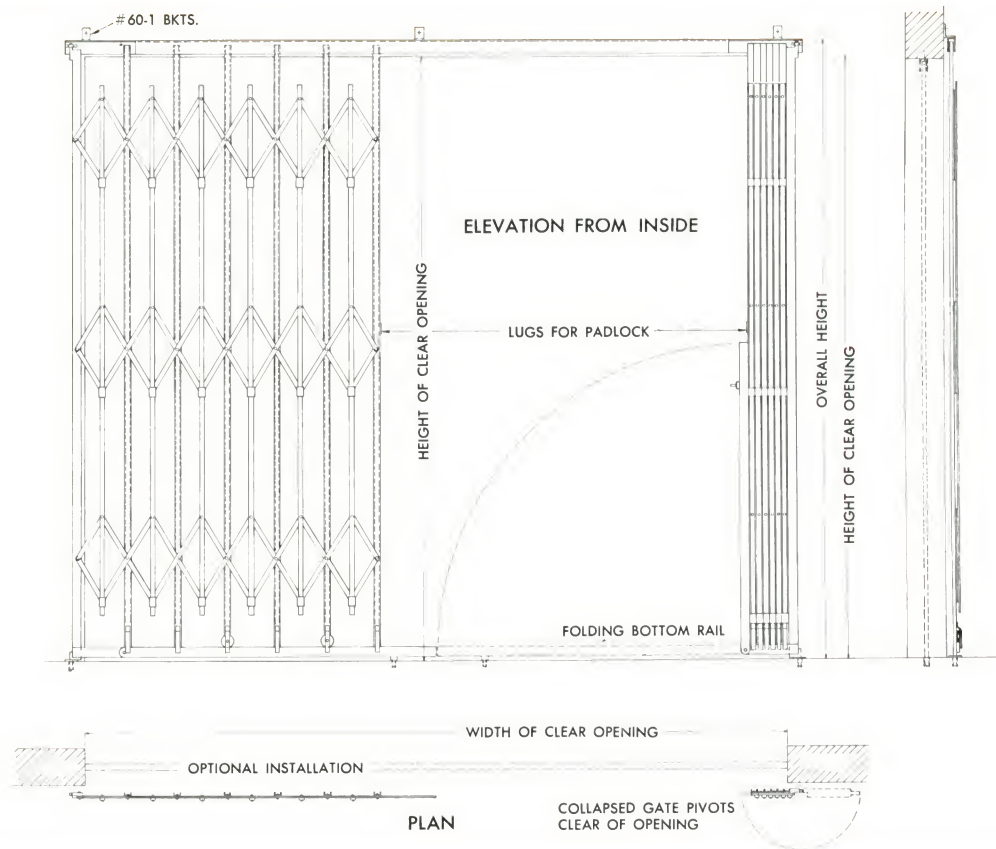 #60-1 BKTS.
ELEVATION FROM INSIDE
HEIGHT OF CLEAR OPENING
LUGS FOR PADLOCK
OVERALL HEIGHT
HEIGHT OF CLEAR OPENING
FOLDING BOTTOM RAIL
WIDTH OF CLEAR OPENING
OPTIONAL INSTALLATION
PLAN
COLLAPSED GATE PIVOTS
CLEAR OF OPENING